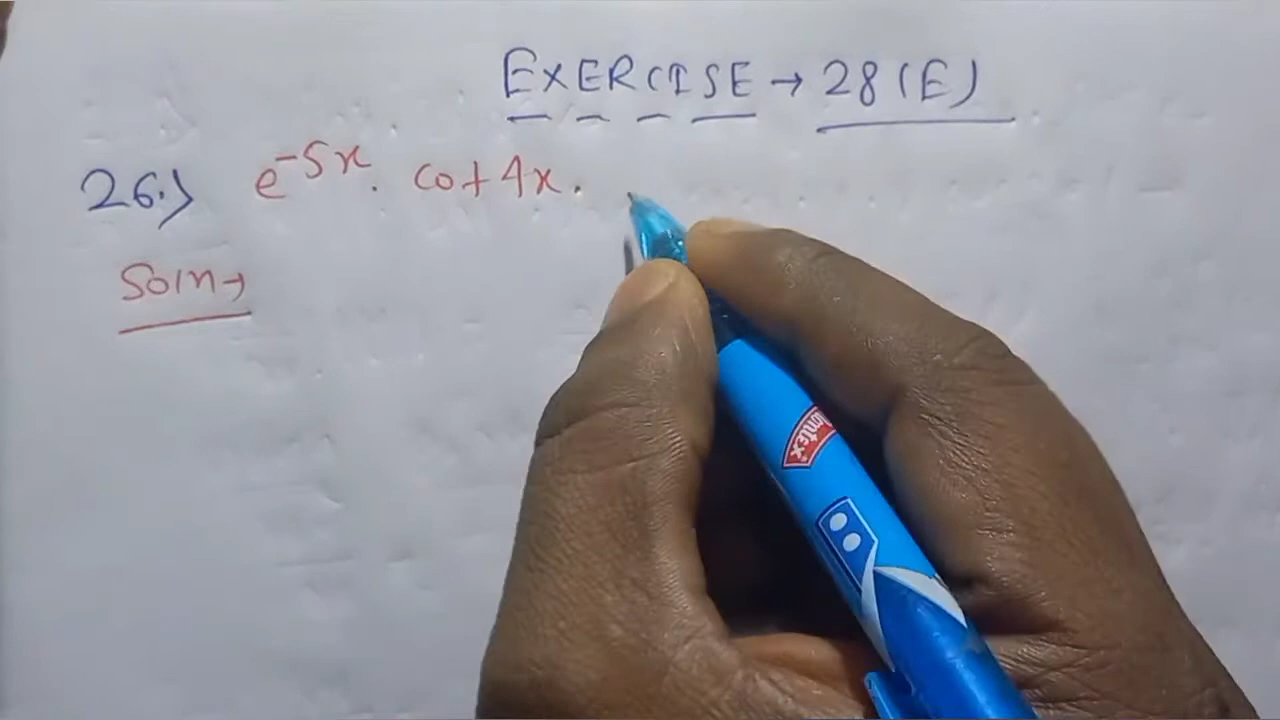 EXERCISE → 28(E)
26.) e⁻⁵ˣ. cot 4x.
Soln→